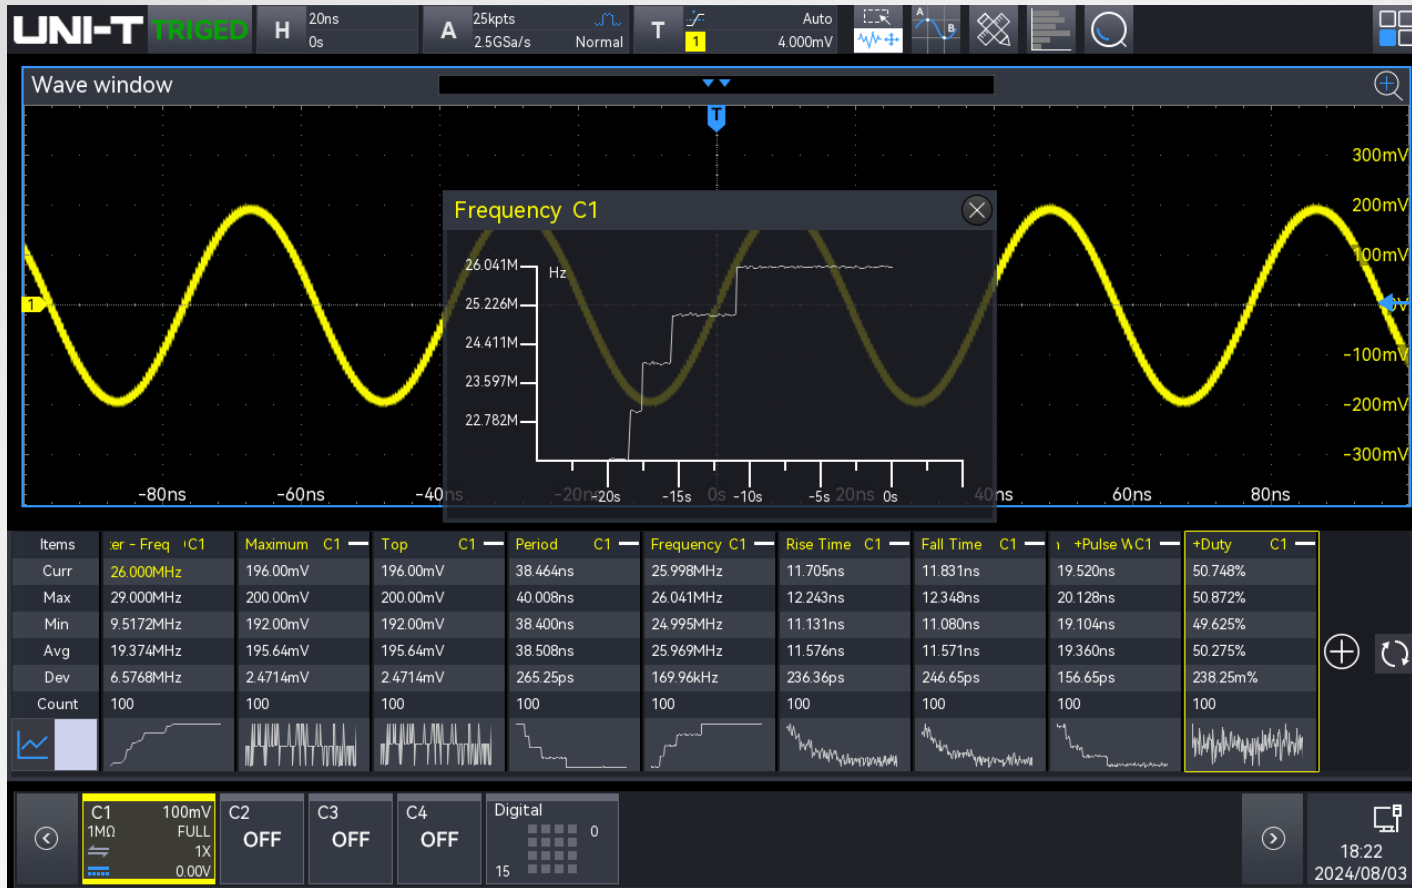 UNI-T TRIGED H 20ns 0s A 25kpts 2.5GSa/s Normal T 1 Auto 4.000mV A B
Wave window
T
300mV
Frequency C1
200mV
26.041M Hz
100mV
25.226M
1 0V
24.411M
-100mV
23.597M
-200mV
22.782M
-300mV
-80ns -60ns -40ns -20ns 0s 20ns 40ns 60ns 80ns
-20s -15s -10s -5s 0s
Items er - Freq C1 Maximum C1 Top C1 Period C1 Frequency C1 Rise Time C1 Fall Time C1 +Pulse W C1 +Duty C1
Curr 26.000MHz 196.00mV 196.00mV 38.464ns 25.998MHz 11.705ns 11.831ns 19.520ns 50.748%
Max 29.000MHz 200.00mV 200.00mV 40.008ns 26.041MHz 12.243ns 12.348ns 20.128ns 50.872%
Min 9.5172MHz 192.00mV 192.00mV 38.400ns 24.995MHz 11.131ns 11.080ns 19.104ns 49.625%
Avg 19.374MHz 195.64mV 195.64mV 38.508ns 25.969MHz 11.576ns 11.571ns 19.360ns 50.275%
Dev 6.5768MHz 2.4714mV 2.4714mV 265.25ps 169.96kHz 236.36ps 246.65ps 156.65ps 238.25m%
Count 100 100 100 100 100 100 100 100 100
C1 100mV
1MΩ FULL
1X
0.00V
C2
OFF
C3
OFF
C4
OFF
Digital
0
15
18:22
2024/08/03